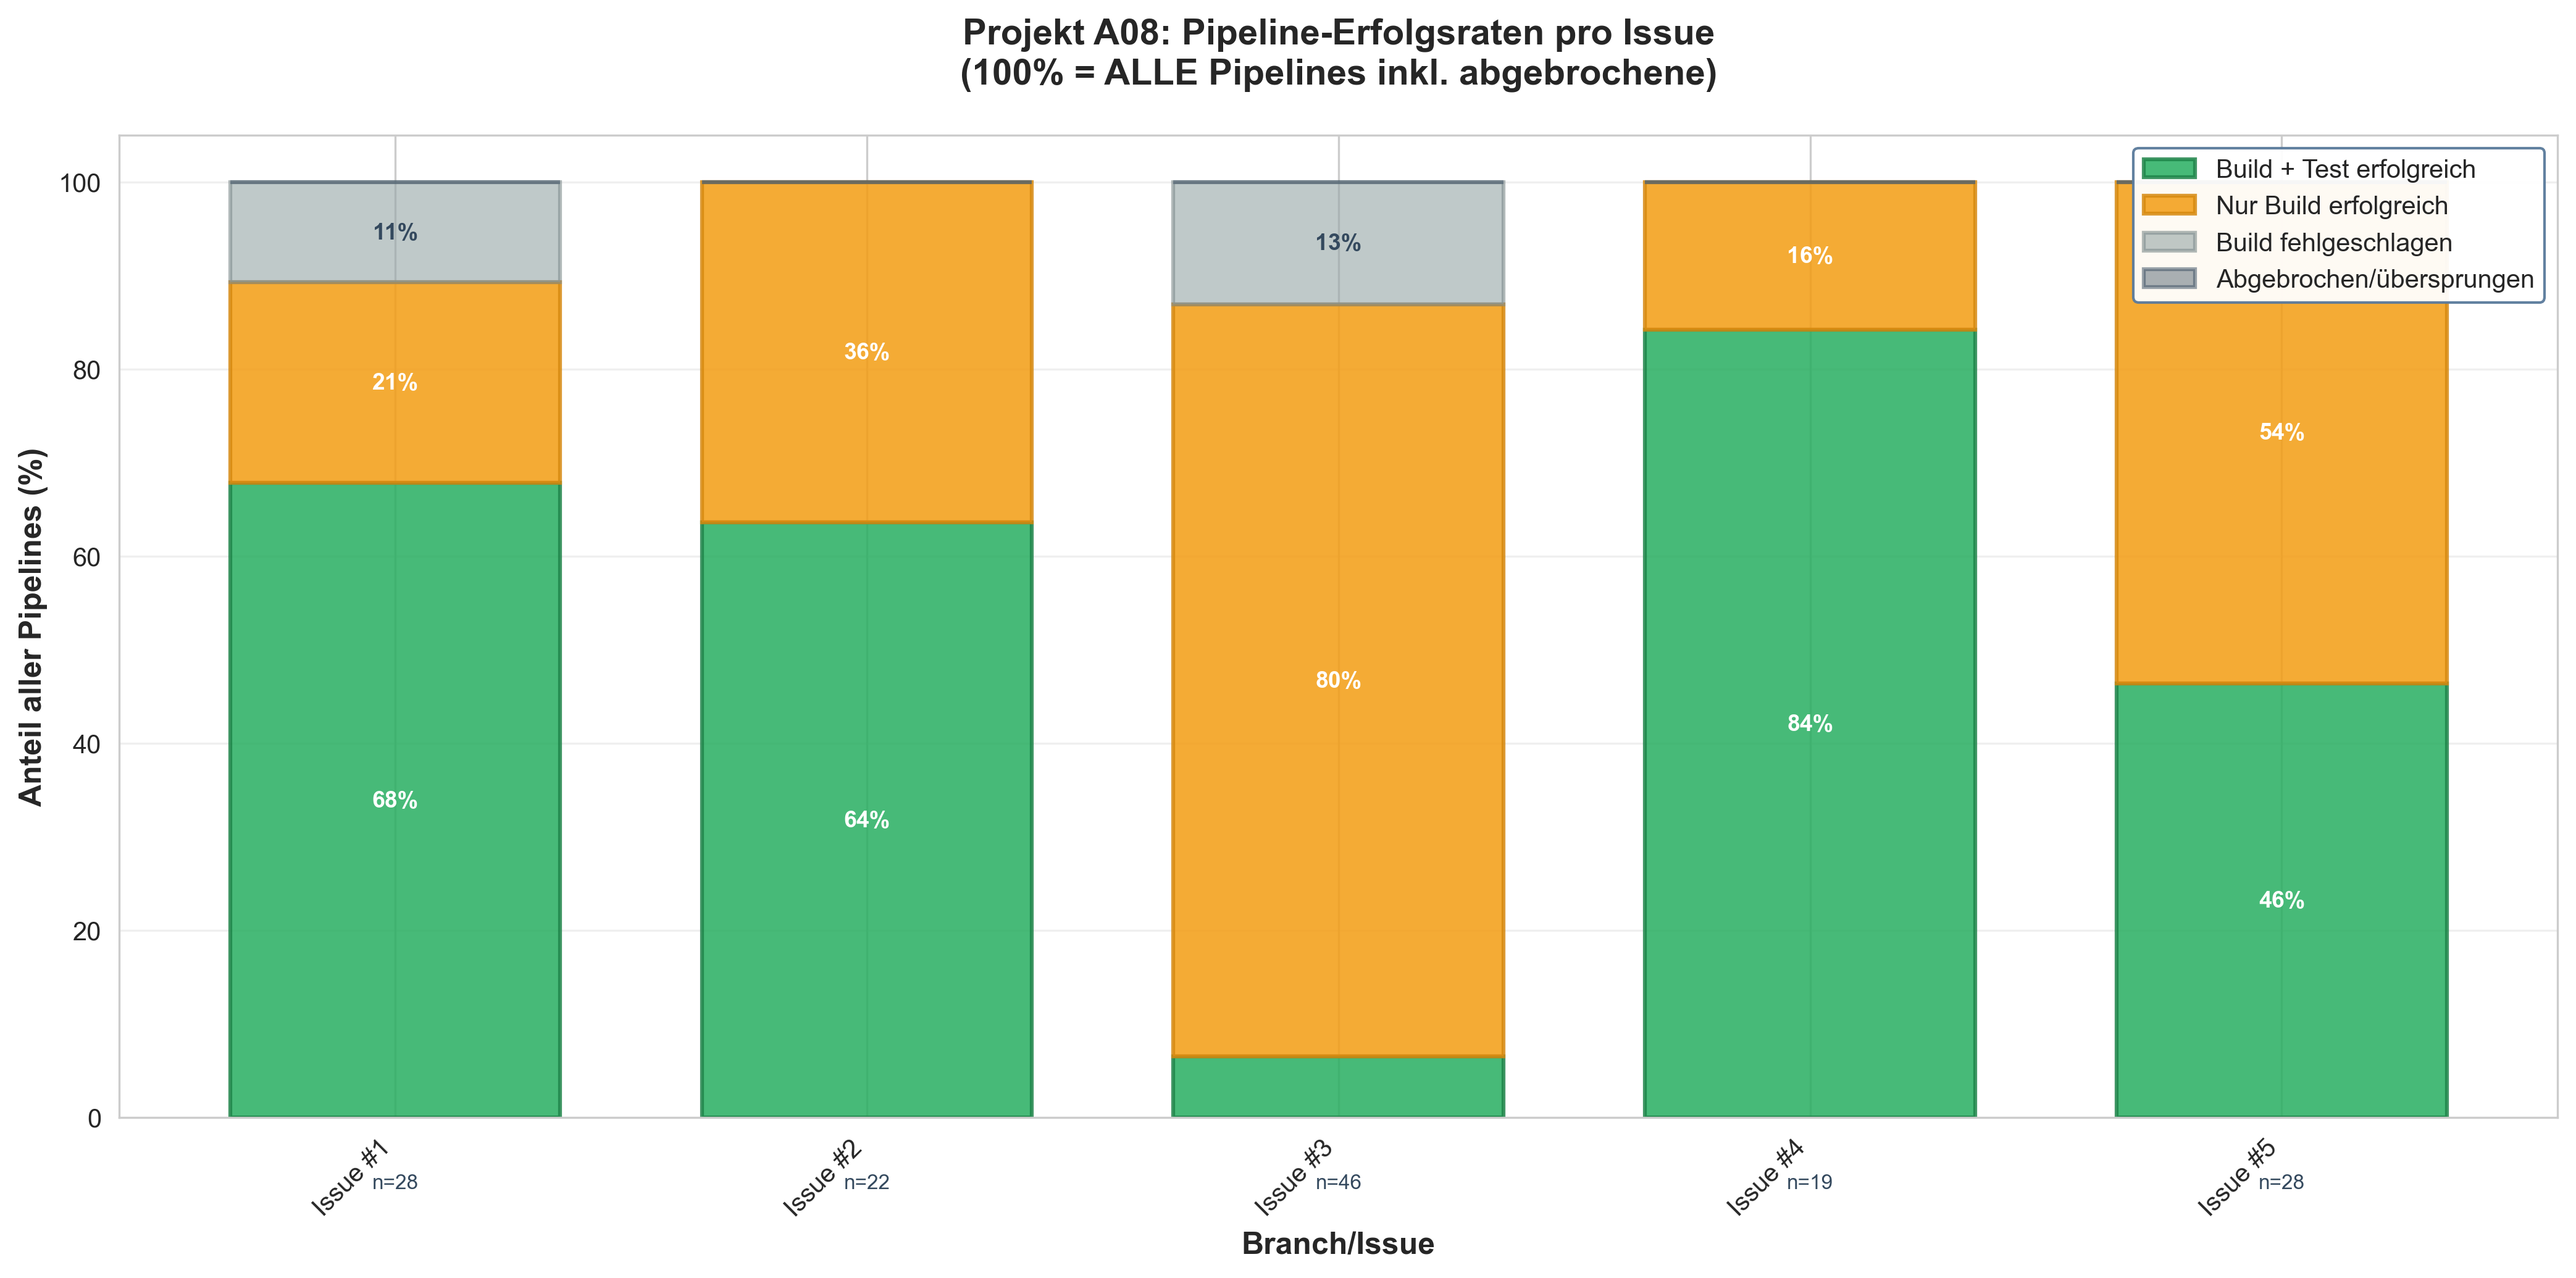 Projekt A08: Pipeline-Erfolgsraten pro Issue
(100% = ALLE Pipelines inkl. abgebrochene)
Build + Test erfolgreich
Nur Build erfolgreich
Build fehlgeschlagen
Abgebrochen/übersprungen
Anteil aller Pipelines (%)
100
80
60
40
20
0
11%
21%
68%
36%
64%
13%
80%
16%
84%
54%
46%
Issue #1
n=28
Issue #2
n=22
Issue #3
n=46
Issue #4
n=19
Issue #5
n=28
Branch/Issue